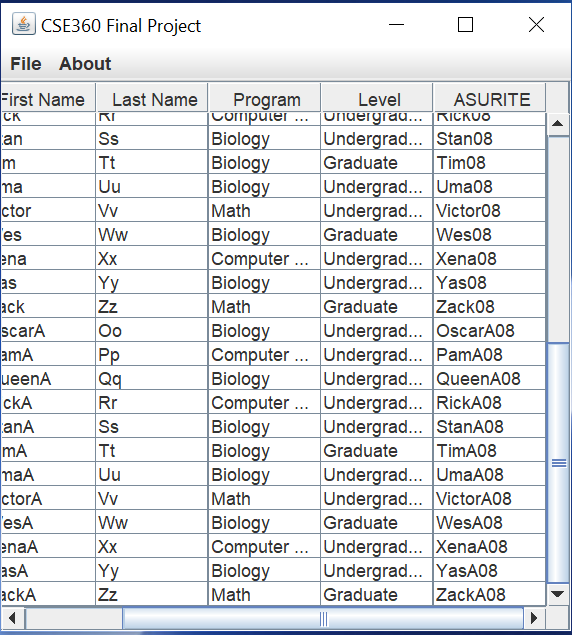 CSE360 Final Project
File About
First Name Last Name Program Level ASURITE
ck Rr Computer ... Undergrad... Rick08
tan Ss Biology Undergrad... Stan08
m Tt Biology Graduate Tim08
ma Uu Biology Undergrad... Uma08
ctor Vv Math Undergrad... Victor08
es Ww Biology Graduate Wes08
ena Xx Computer ... Undergrad... Xena08
as Yy Biology Undergrad... Yas08
ack Zz Math Graduate Zack08
scarA Oo Biology Undergrad... OscarA08
amA Pp Computer ... Undergrad... PamA08
ueenA Qq Biology Undergrad... QueenA08
ckA Rr Computer ... Undergrad... RickA08
tanA Ss Biology Undergrad... StanA08
mA Tt Biology Graduate TimA08
maA Uu Biology Undergrad... UmaA08
ctorA Vv Math Undergrad... VictorA08
esA Ww Biology Graduate WesA08
enaA Xx Computer ... Undergrad... XenaA08
asA Yy Biology Undergrad... YasA08
ackA Zz Math Graduate ZackA08